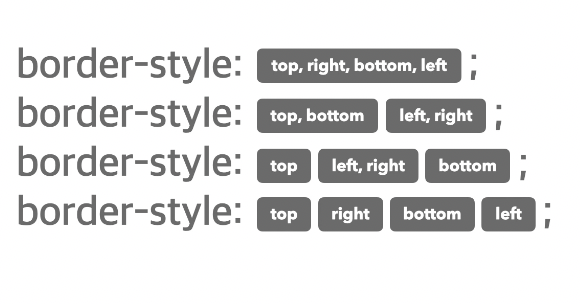 border-style: top, right, bottom, left ;
border-style: top, bottom left, right ;
border-style: top left, right bottom ;
border-style: top right bottom left ;